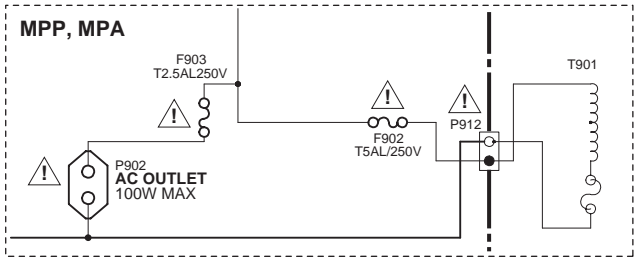 MPP, MPA
F903
T2.5AL250V
T901
!
!
!
P912
F902
T5AL/250V
!
P902
AC OUTLET
100W MAX